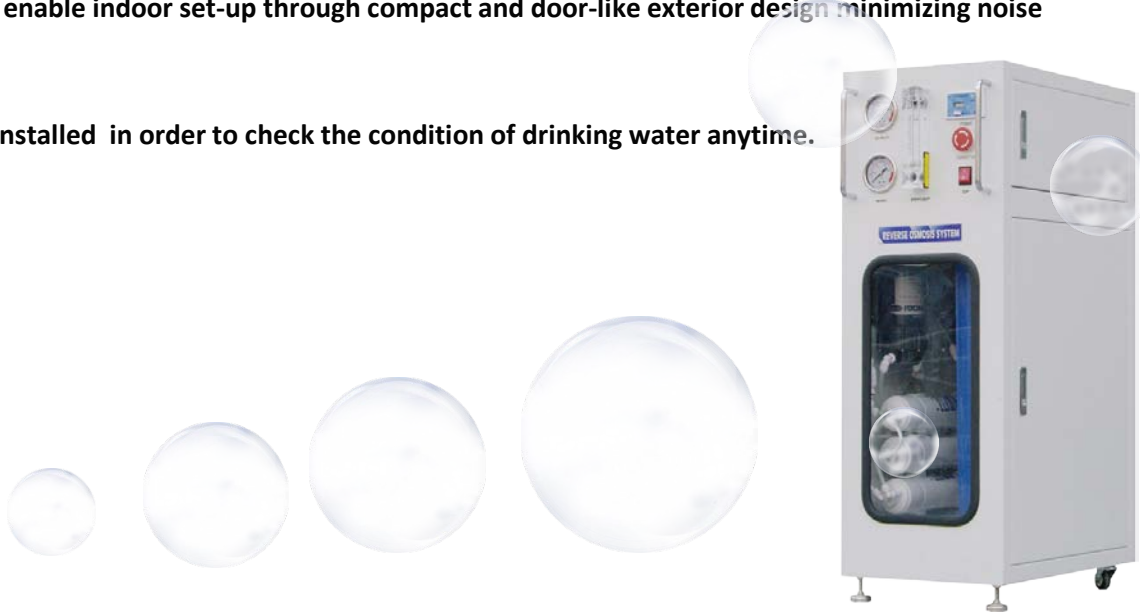 enable indoor set-up through compact and door-like exterior design minimizing noise
nstalled in order to check the condition of drinking water anytime.
REVERSE OSMOSIS SYSTEM